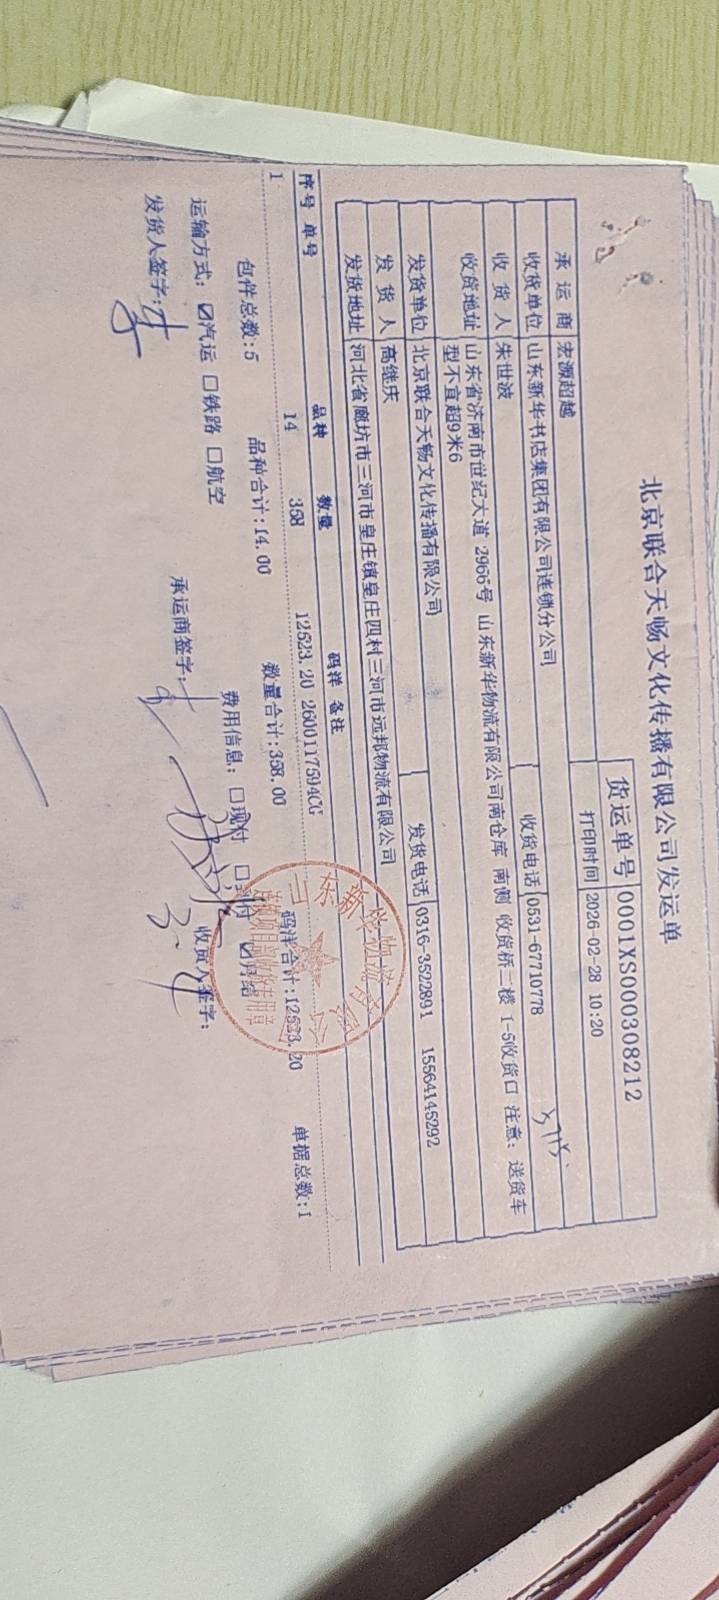 北京联合天畅文化传播有限公司发运单
货运单号 0001XS000308212
承运商 宏源超越 打印时间 2026-02-28 10:20
收货单位 山东新华书店集团有限公司连锁分公司
收货人 朱世波 收货电话 0531-67710778
收货地址 山东省济南市世纪大道 2966号 山东新华物流有限公司南仓库 南侧 收货桥二楼 1-5收货口 注意：送货车
型不宜超9米6
发货单位 北京联合天畅文化传播有限公司
发货人 高继庆 发货电话 0316-3522891 15564145292
发货地址 河北省廊坊市三河市皇庄镇皇庄四村三河市远邦物流有限公司
序号 单号 品种 数量 码洋 备注
1 14 358 12523.20 2600117594CG
包件总数:5 品种合计:14.00 数量合计:358.00 码洋合计:12523.20 单据总数:1
运输方式: ☑汽运 □铁路 □航空 费用信息: □现付 □到付 ☑月结
发货人签字: 承运商签字: 收货人签字:
山东新华物流有限公司